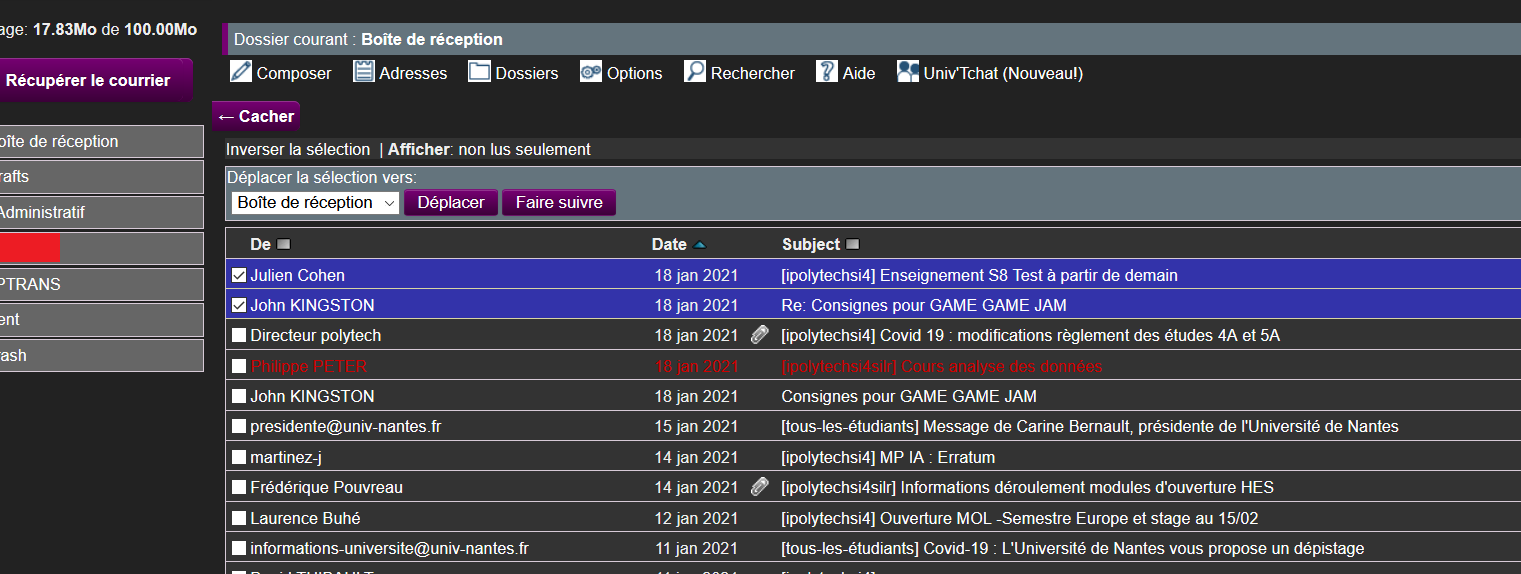 age: 17.83Mo de 100.00Mo
Récupérer le courrier
oîte de réception
rafts
Administratif
PTRANS
ent
rash
Dossier courant : Boîte de réception
Composer Adresses Dossiers Options Rechercher Aide Univ'Tchat (Nouveau!)
← Cacher
Inverser la sélection | Afficher: non lus seulement
Déplacer la sélection vers:
Boîte de réception Déplacer Faire suivre
De Date Subject
Julien Cohen 18 jan 2021 [ipolytechsi4] Enseignement S8 Test à partir de demain
John KINGSTON 18 jan 2021 Re: Consignes pour GAME GAME JAM
Directeur polytech 18 jan 2021 [ipolytechsi4] Covid 19 : modifications règlement des études 4A et 5A
Philippe PETER 18 jan 2021 [ipolytechsi4silr] Cours analyse des données
John KINGSTON 18 jan 2021 Consignes pour GAME GAME JAM
presidente@univ-nantes.fr 15 jan 2021 [tous-les-étudiants] Message de Carine Bernault, présidente de l'Université de Nantes
martinez-j 14 jan 2021 [ipolytechsi4] MP IA : Erratum
Frédérique Pouvreau 14 jan 2021 [ipolytechsi4silr] Informations déroulement modules d'ouverture HES
Laurence Buhé 12 jan 2021 [ipolytechsi4] Ouverture MOL -Semestre Europe et stage au 15/02
informations-universite@univ-nantes.fr 11 jan 2021 [tous-les-étudiants] Covid-19 : L'Université de Nantes vous propose un dépistage